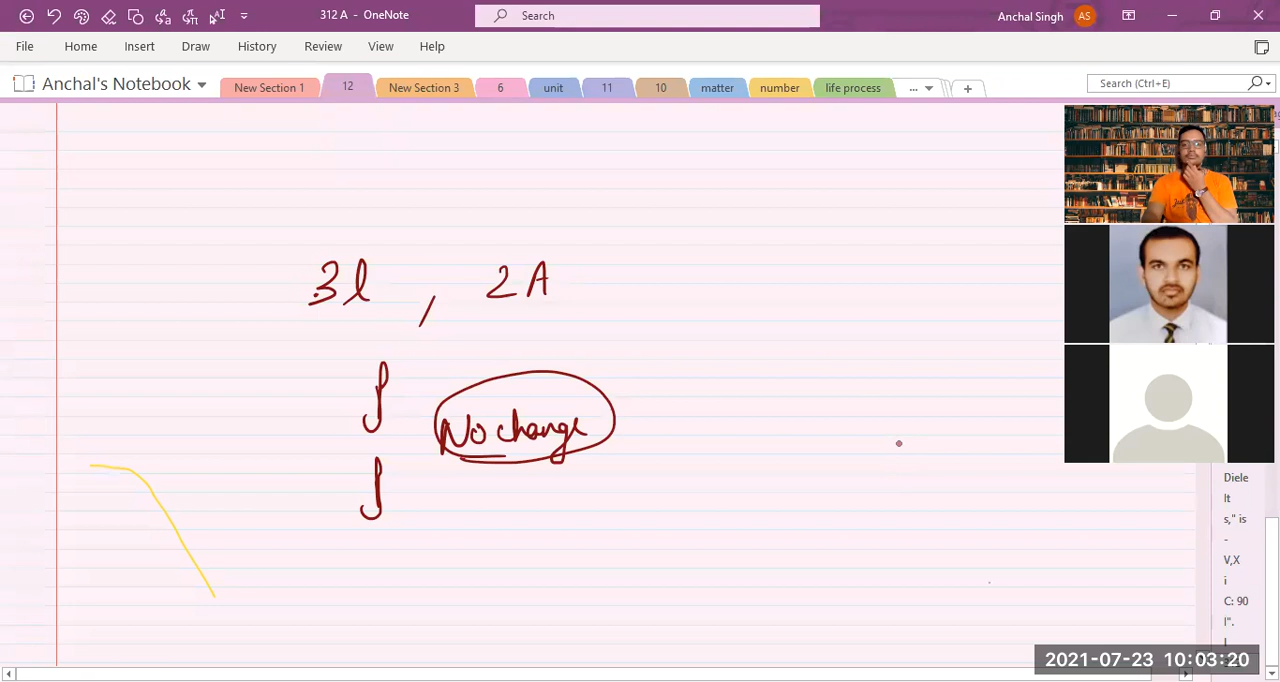 312 A - OneNote
Search
Anchal Singh AS
File Home Insert Draw History Review View Help
Anchal's Notebook New Section 1 12 New Section 3 6 unit 11 10 matter number life process ... +
Search (Ctrl+E)
3l , 2A
ρ No change
ρ
Diele
It
s," is
-
V,X
i
C: 90
l".
I
2021-07-23 10:03:20